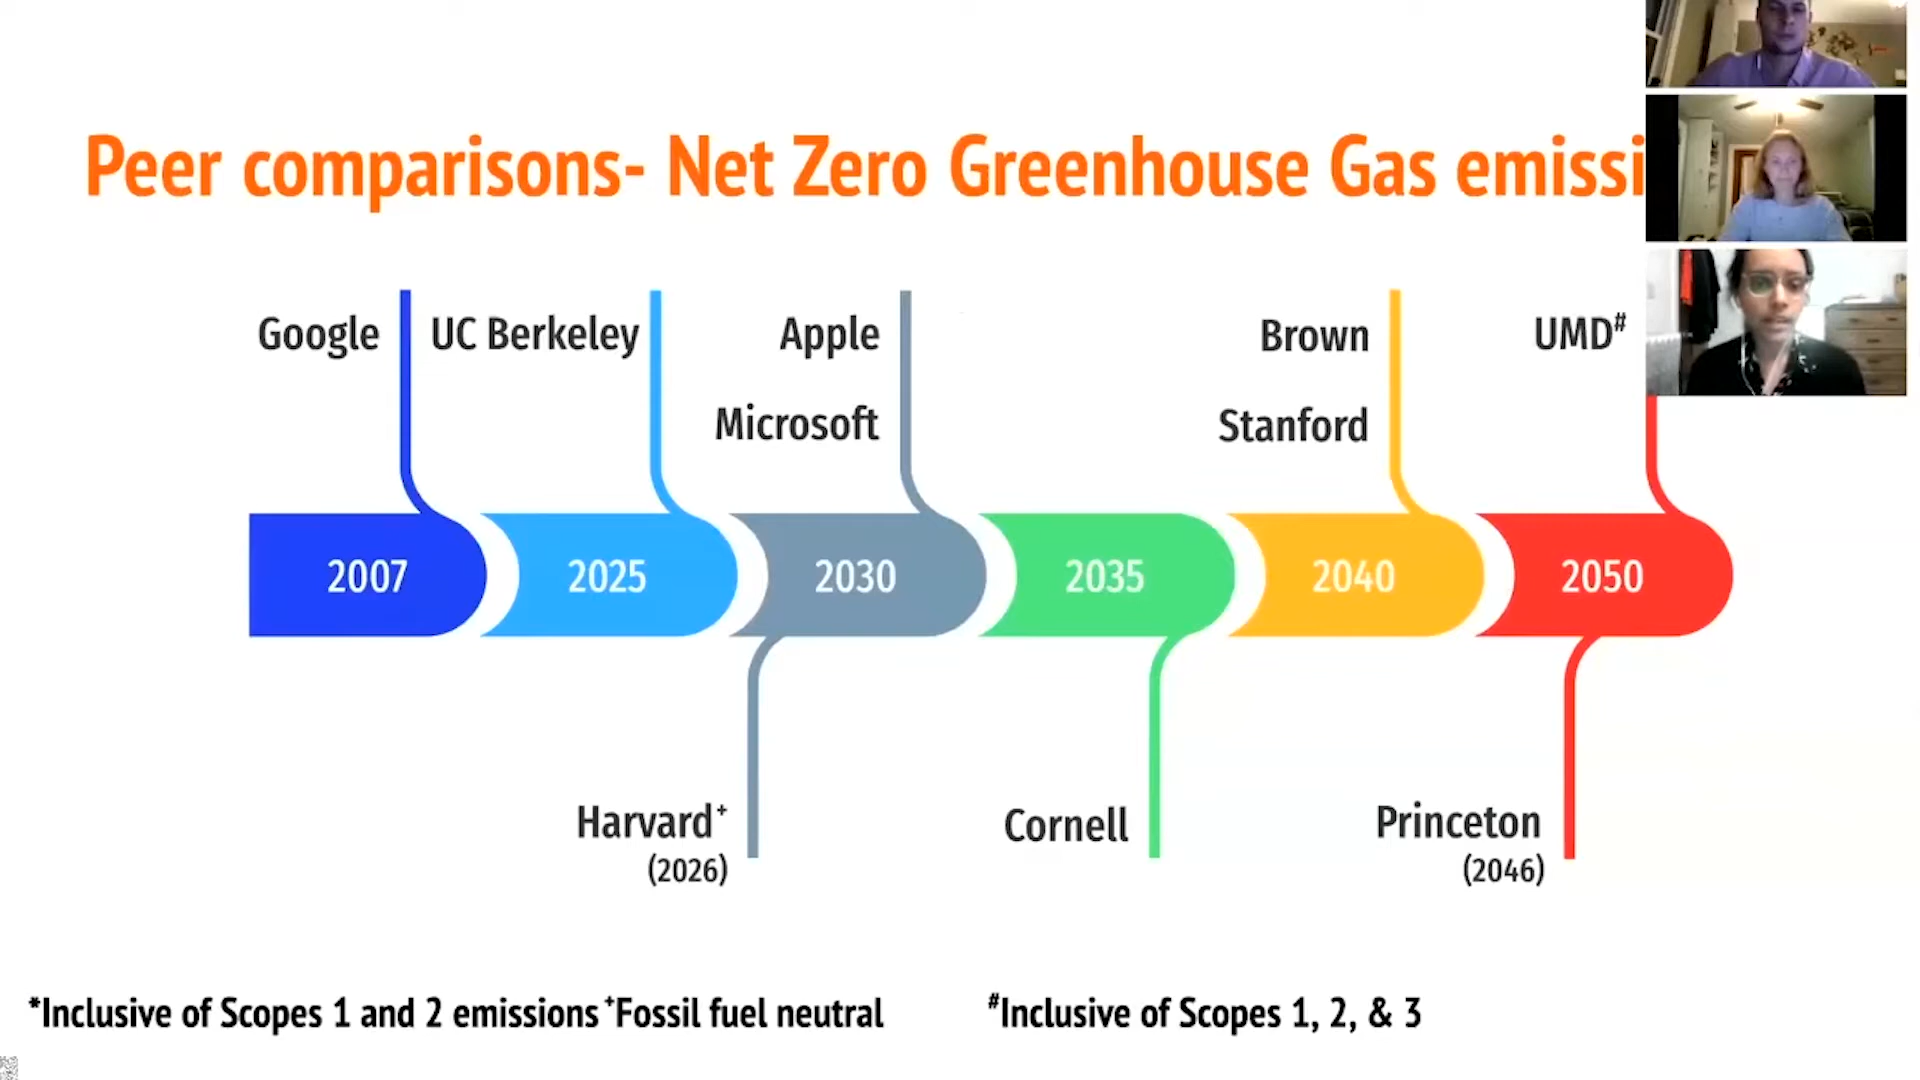 Peer comparisons- Net Zero Greenhouse Gas emissi
Google
UC Berkeley
Apple
Microsoft
Brown
Stanford
UMD#
2007
2025
2030
2035
2040
2050
Harvard+
(2026)
Cornell
Princeton
(2046)
*Inclusive of Scopes 1 and 2 emissions +Fossil fuel neutral
#Inclusive of Scopes 1, 2, & 3